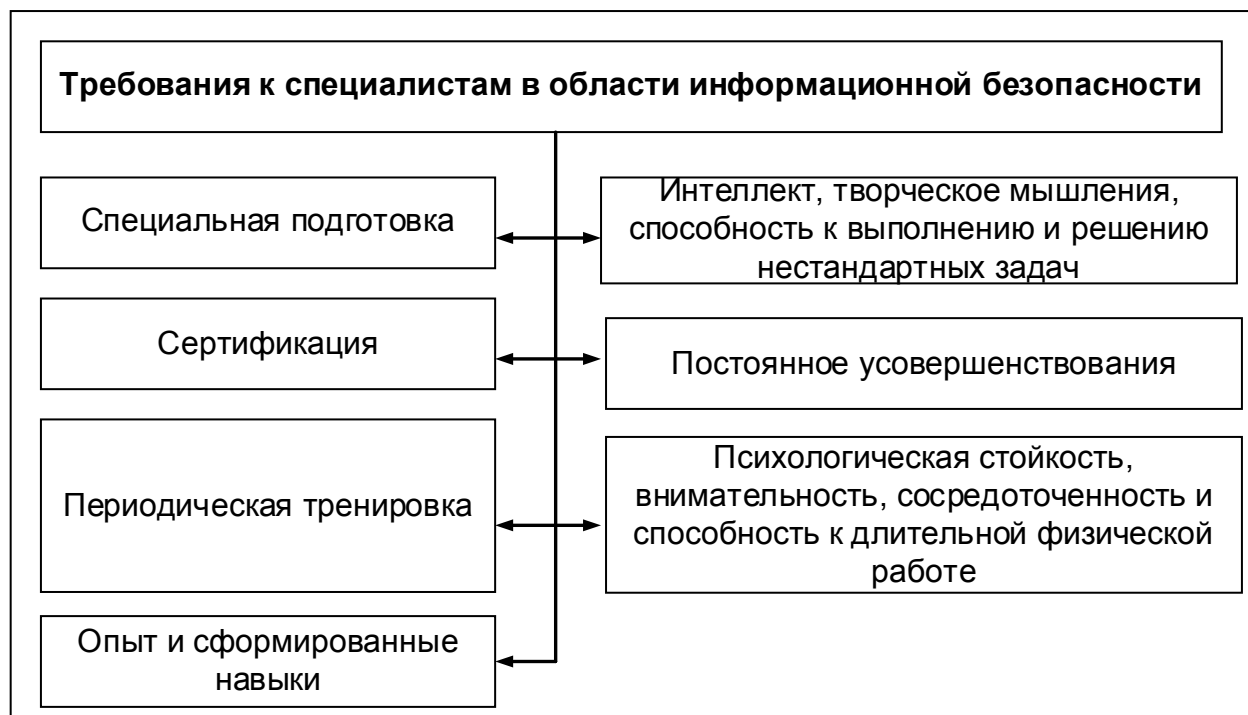 Требования к специалистам в области информационной безопасности
Специальная подготовка
Интеллект, творческое мышления,
способность к выполнению и решению
нестандартных задач
Сертификация
Постоянное усовершенствования
Периодическая тренировка
Психологическая стойкость,
внимательность, сосредоточенность и
способность к длительной физической
работе
Опыт и сформированные
навыки